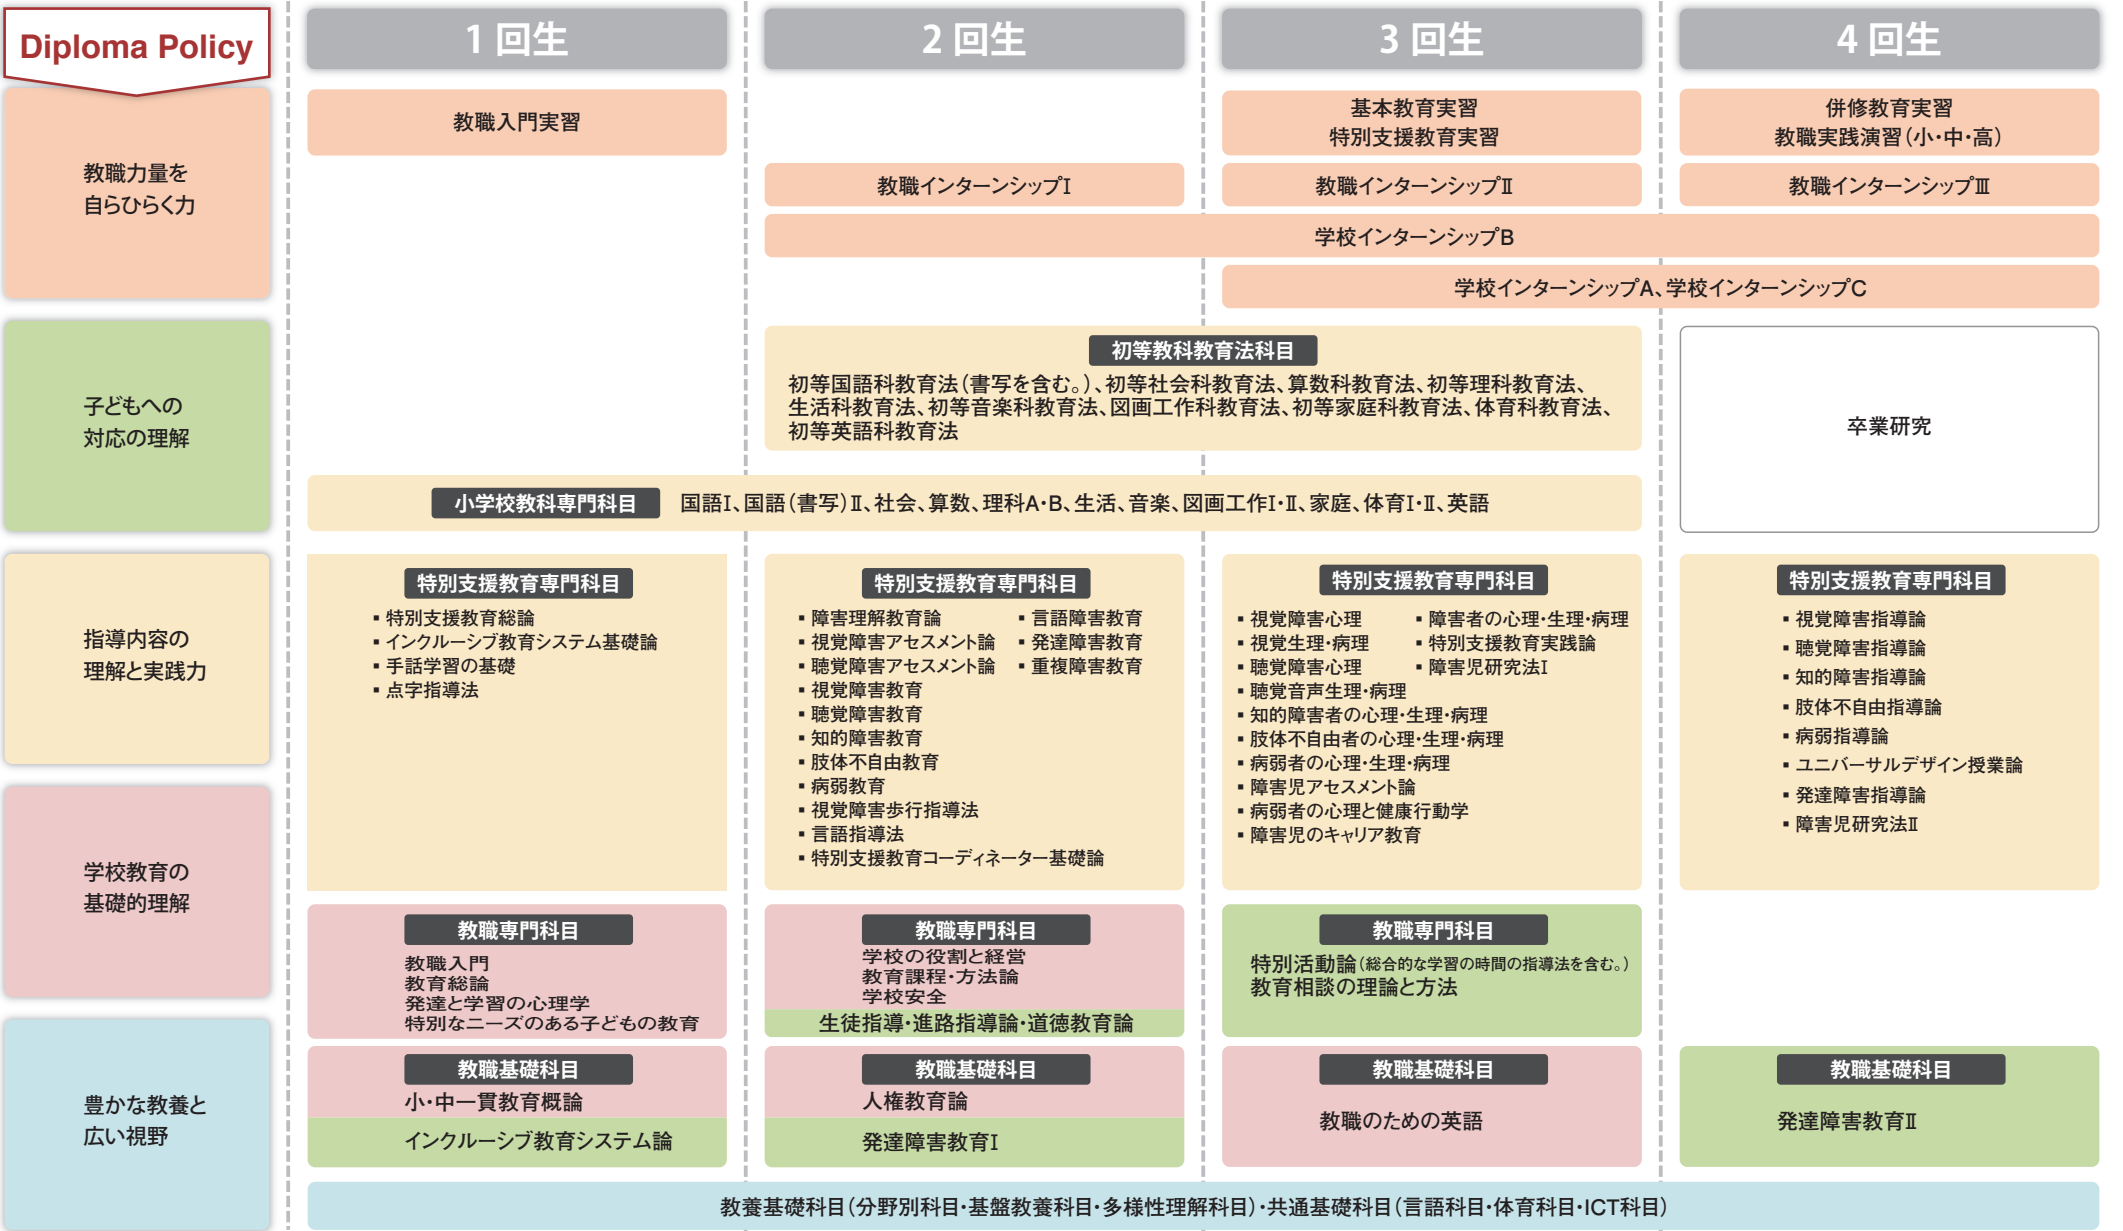 Diploma Policy
1 回生
2 回生
3 回生
4 回生
教職力量を
自らひらく力
教職入門実習
基本教育実習
特別支援教育実習
併修教育実習
教職実践演習(小・中・高)
教職インターンシップⅠ
教職インターンシップⅡ
教職インターンシップⅢ
学校インターンシップB
学校インターンシップA、学校インターンシップC
子どもへの
対応の理解
初等教科教育法科目
初等国語科教育法(書写を含む。)、初等社会科教育法、算数科教育法、初等理科教育法、
生活科教育法、初等音楽科教育法、図画工作科教育法、初等家庭科教育法、体育科教育法、
初等英語科教育法
卒業研究
小学校教科専門科目 国語Ⅰ、国語(書写)Ⅱ、社会、算数、理科A・B、生活、音楽、図画工作Ⅰ・Ⅱ、家庭、体育Ⅰ・Ⅱ、英語
指導内容の
理解と実践力
特別支援教育専門科目
▪ 特別支援教育総論
▪ インクルーシブ教育システム基礎論
▪ 手話学習の基礎
▪ 点字指導法
特別支援教育専門科目
▪ 障害理解教育論
▪ 視覚障害アセスメント論
▪ 聴覚障害アセスメント論
▪ 視覚障害教育
▪ 聴覚障害教育
▪ 知的障害教育
▪ 肢体不自由教育
▪ 病弱教育
▪ 視覚障害歩行指導法
▪ 言語指導法
▪ 特別支援教育コーディネーター基礎論
▪ 言語障害教育
▪ 発達障害教育
▪ 重複障害教育
特別支援教育専門科目
▪ 視覚障害心理
▪ 視覚生理・病理
▪ 聴覚障害心理
▪ 聴覚音声生理・病理
▪ 知的障害者の心理・生理・病理
▪ 肢体不自由者の心理・生理・病理
▪ 病弱者の心理・生理・病理
▪ 障害児アセスメント論
▪ 病弱者の心理と健康行動学
▪ 障害児のキャリア教育
▪ 障害者の心理・生理・病理
▪ 特別支援教育実践論
▪ 障害児研究法Ⅰ
特別支援教育専門科目
▪ 視覚障害指導論
▪ 聴覚障害指導論
▪ 知的障害指導論
▪ 肢体不自由指導論
▪ 病弱指導論
▪ ユニバーサルデザイン授業論
▪ 発達障害指導論
▪ 障害児研究法Ⅱ
学校教育の
基礎的理解
教職専門科目
教職入門
教育総論
発達と学習の心理学
特別なニーズのある子どもの教育
教職専門科目
学校の役割と経営
教育課程・方法論
学校安全
生徒指導・進路指導論・道徳教育論
教職専門科目
特別活動論(総合的な学習の時間の指導法を含む。)
教育相談の理論と方法
豊かな教養と
広い視野
教職基礎科目
小・中一貫教育概論
インクルーシブ教育システム論
教職基礎科目
人権教育論
発達障害教育Ⅰ
教職基礎科目
教職のための英語
教職基礎科目
発達障害教育Ⅱ
教養基礎科目(分野別科目・基盤教養科目・多様性理解科目)・共通基礎科目(言語科目・体育科目・ICT科目)